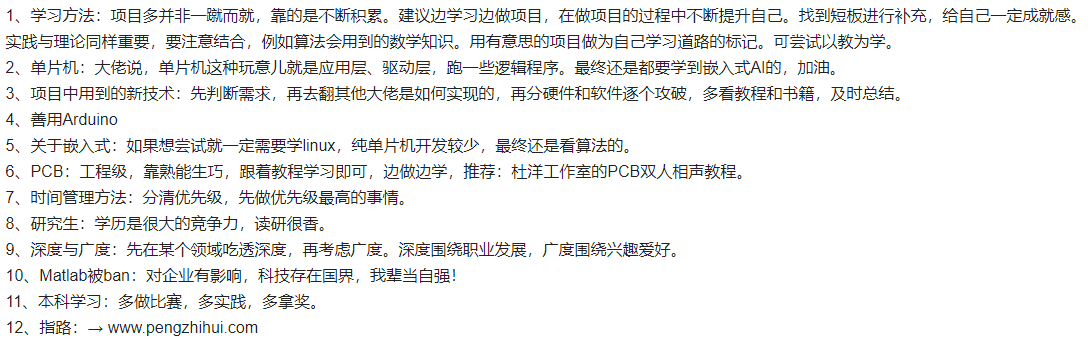 1、学习方法：项目多并非一蹴而就，靠的是不断积累。建议边学习边做项目，在做项目的过程中不断提升自己。找到短板进行补充，给自己一定成就感。
实践与理论同样重要，要注意结合，例如算法会用到的数学知识。用有意思的项目做为自己学习道路的标记。可尝试以教为学。
2、单片机：大佬说，单片机这种玩意儿就是应用层、驱动层，跑一些逻辑程序。最终还是都要学到嵌入式AI的，加油。
3、项目中用到的新技术：先判断需求，再去翻其他大佬是如何实现的，再分硬件和软件逐个攻破，多看教程和书籍，及时总结。
4、善用Arduino
5、关于嵌入式：如果想尝试就一定需要学linux，纯单片机开发较少，最终还是看算法的。
6、PCB：工程级，靠熟能生巧，跟着教程学习即可，边做边学，推荐：杜洋工作室的PCB双人相声教程。
7、时间管理方法：分清优先级，先做优先级最高的事情。
8、研究生：学历是很大的竞争力，读研很香。
9、深度与广度：先在某个领域吃透深度，再考虑广度。深度围绕职业发展，广度围绕兴趣爱好。
10、Matlab被ban：对企业有影响，科技存在国界，我辈当自强！
11、本科学习：多做比赛，多实践，多拿奖。
12、指路：→ www.pengzhihui.com